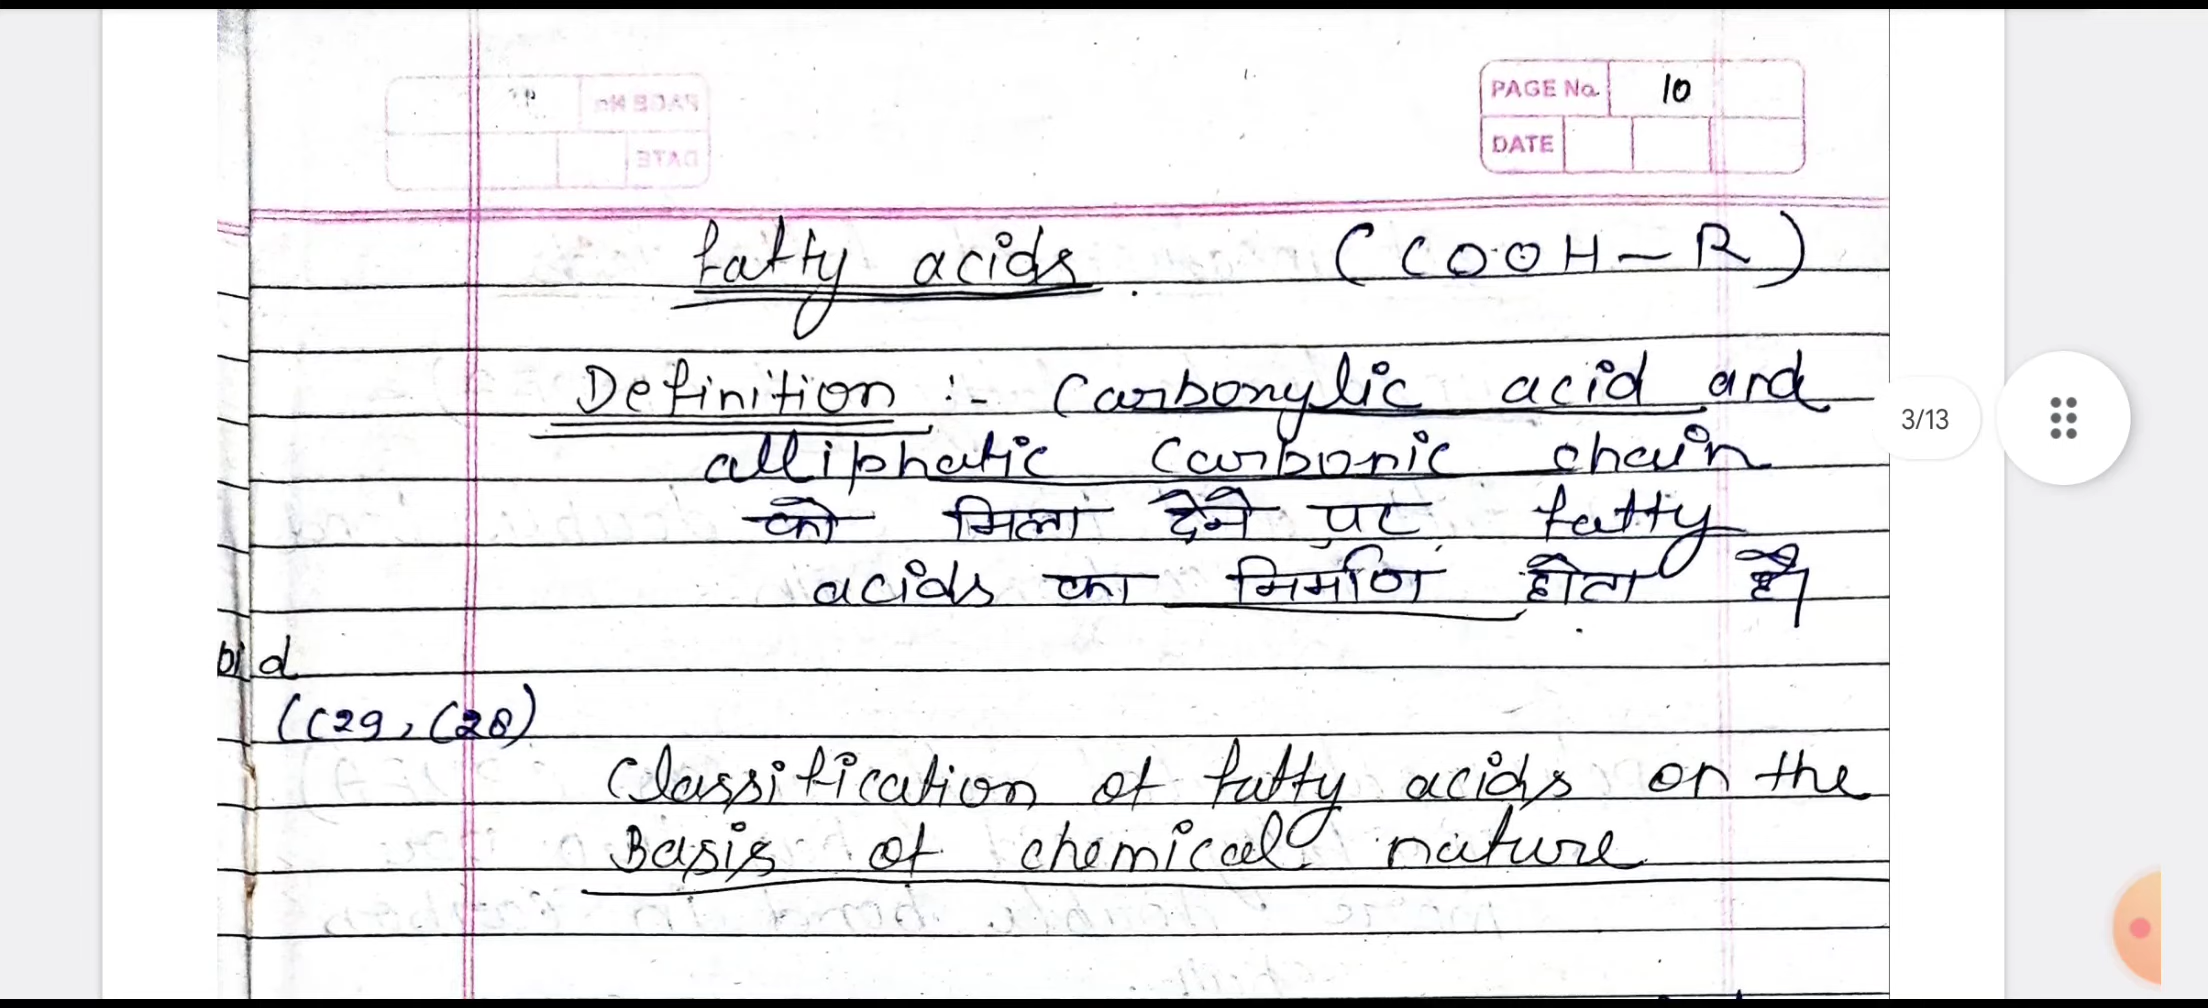 PAGE No. 10
DATE
fatty acids. (COOH-R)
Definition :- Carboxylic acid and
alliphatic Carbonic chain
को मिला देने पर fatty
acids का निर्माण होता है।
(C29, C28)
Classification of fatty acids on the
Basis of chemical nature
3/13